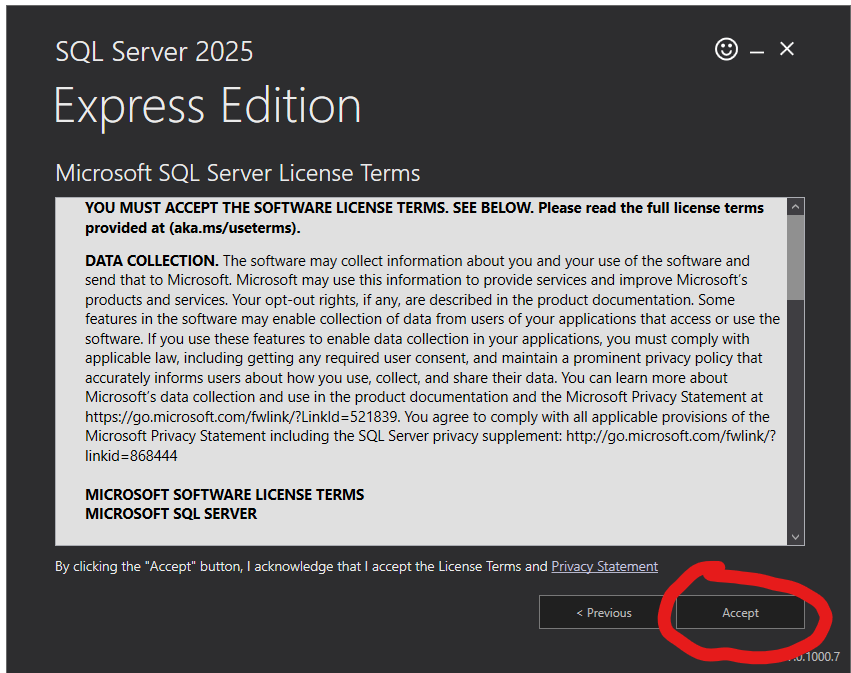 SQL Server 2025
Express Edition
Microsoft SQL Server License Terms
YOU MUST ACCEPT THE SOFTWARE LICENSE TERMS. SEE BELOW. Please read the full license terms
provided at (aka.ms/useterms).
DATA COLLECTION. The software may collect information about you and your use of the software and
send that to Microsoft. Microsoft may use this information to provide services and improve Microsoft's
products and services. Your opt-out rights, if any, are described in the product documentation. Some
features in the software may enable collection of data from users of your applications that access or use the
software. If you use these features to enable data collection in your applications, you must comply with
applicable law, including getting any required user consent, and maintain a prominent privacy policy that
accurately informs users about how you use, collect, and share their data. You can learn more about
Microsoft's data collection and use in the product documentation and the Microsoft Privacy Statement at
https://go.microsoft.com/fwlink/?LinkId=521839. You agree to comply with all applicable provisions of the
Microsoft Privacy Statement including the SQL Server privacy supplement: http://go.microsoft.com/fwlink/?
linkid=868444
MICROSOFT SOFTWARE LICENSE TERMS
MICROSOFT SQL SERVER
By clicking the "Accept" button, I acknowledge that I accept the License Terms and Privacy Statement
< Previous
Accept
.0.1000.7